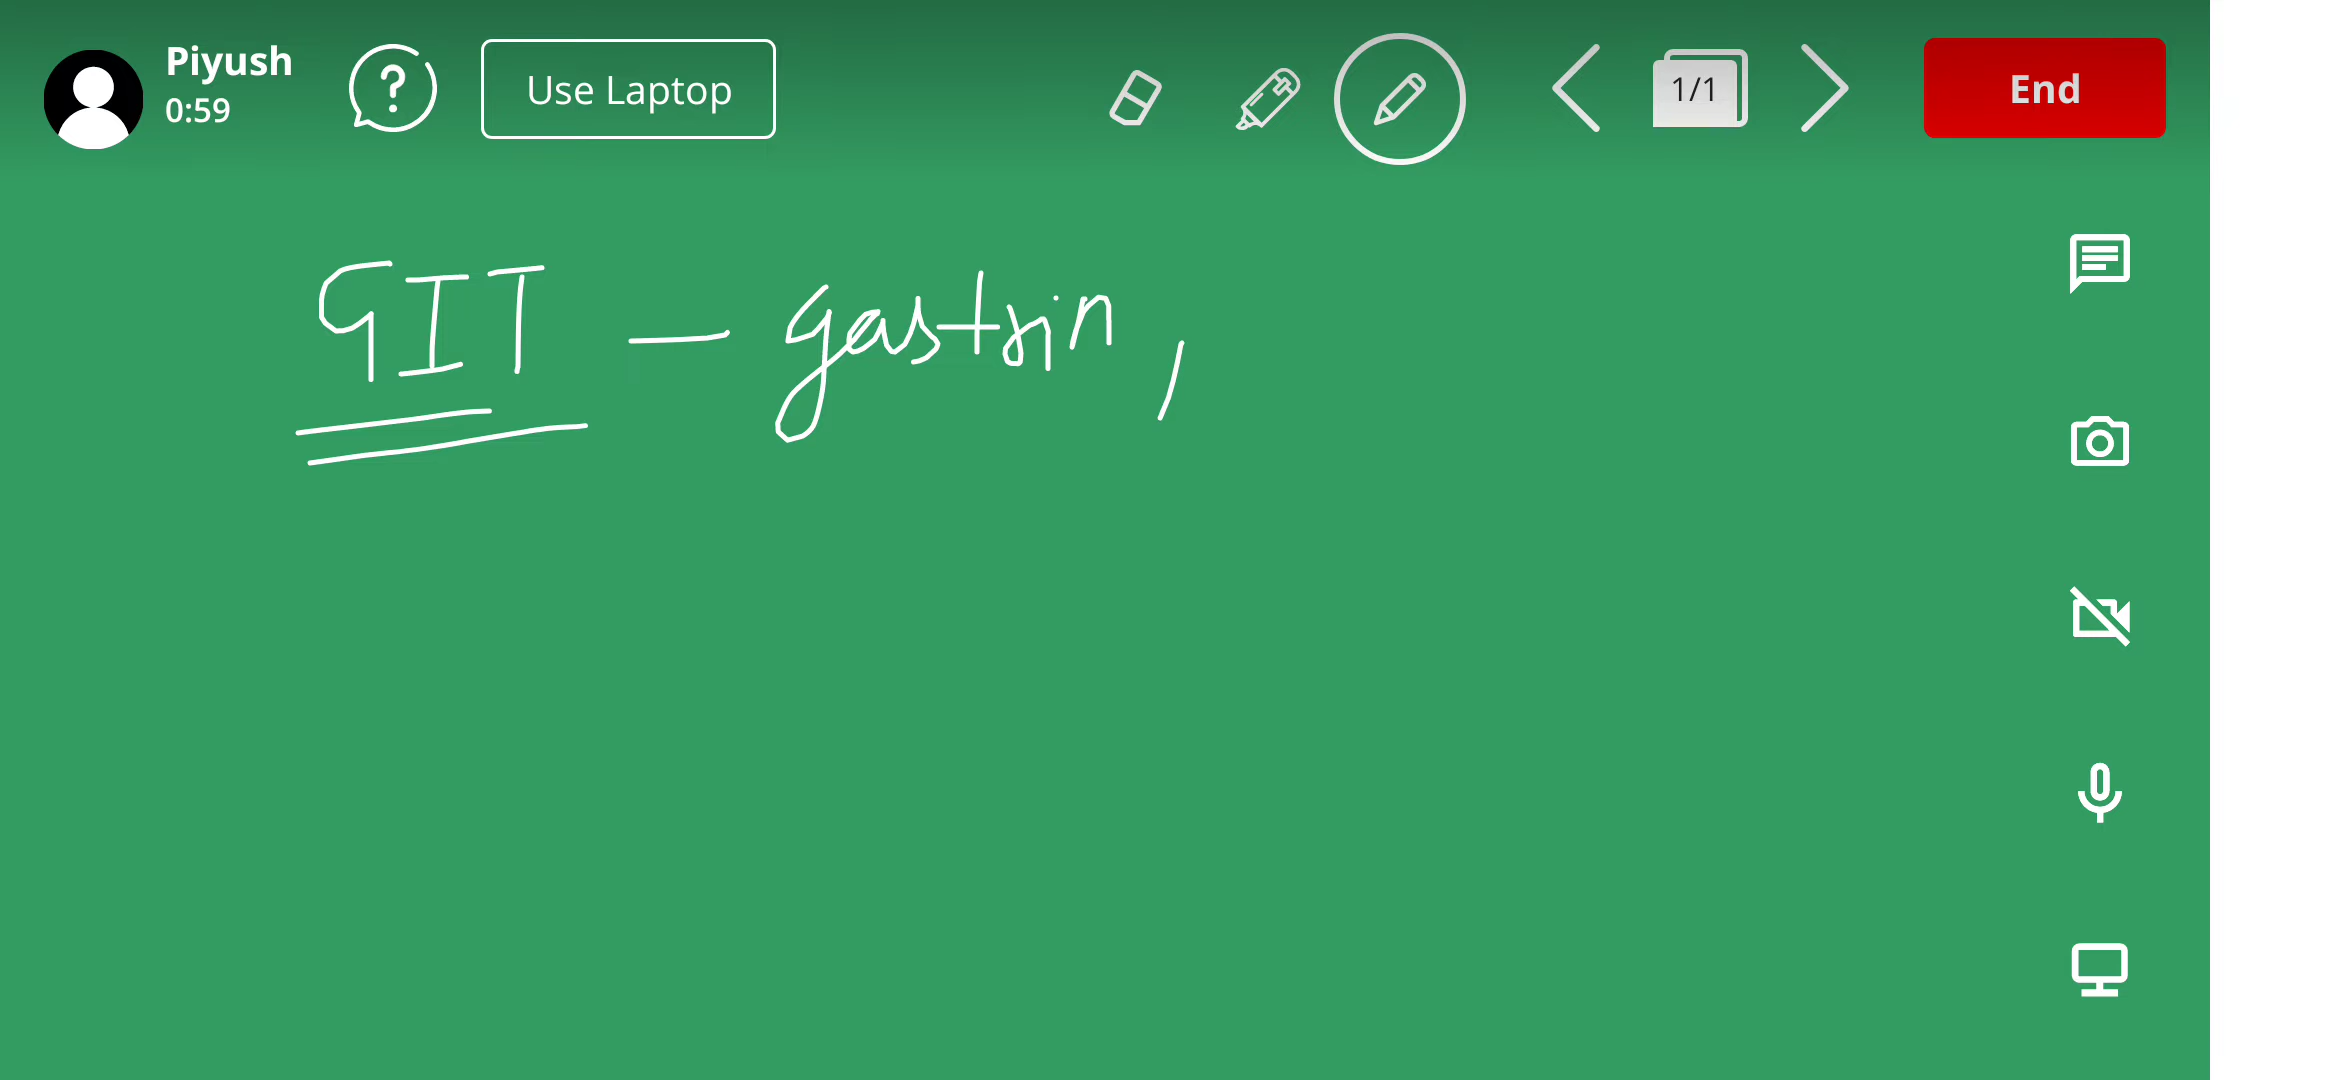 Piyush
0:59
Use Laptop
1/1
End
GIT — gastrin,